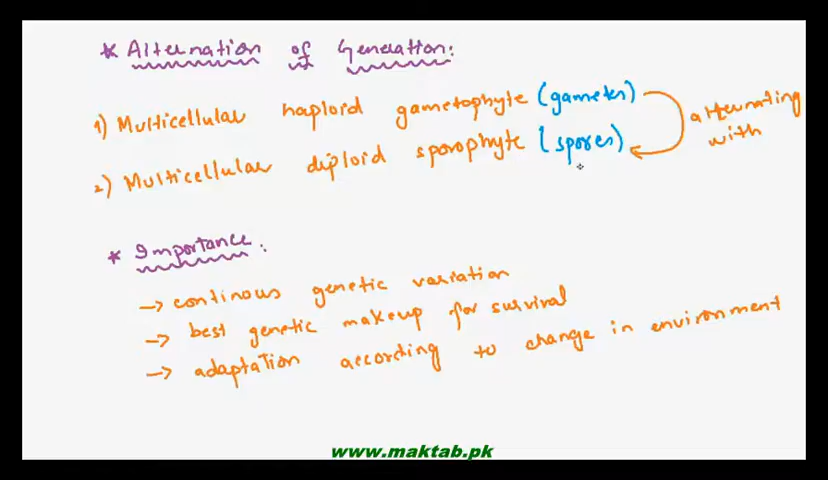 * Alternation of Generation:
1) Multicellular haploid gametophyte (gametes)
2) Multicellular diploid sporophyte (spores)
alternating
with
* Importance:
→ continous genetic variation
→ best genetic makeup for survival
→ adaptation according to change in environment
www.maktab.pk